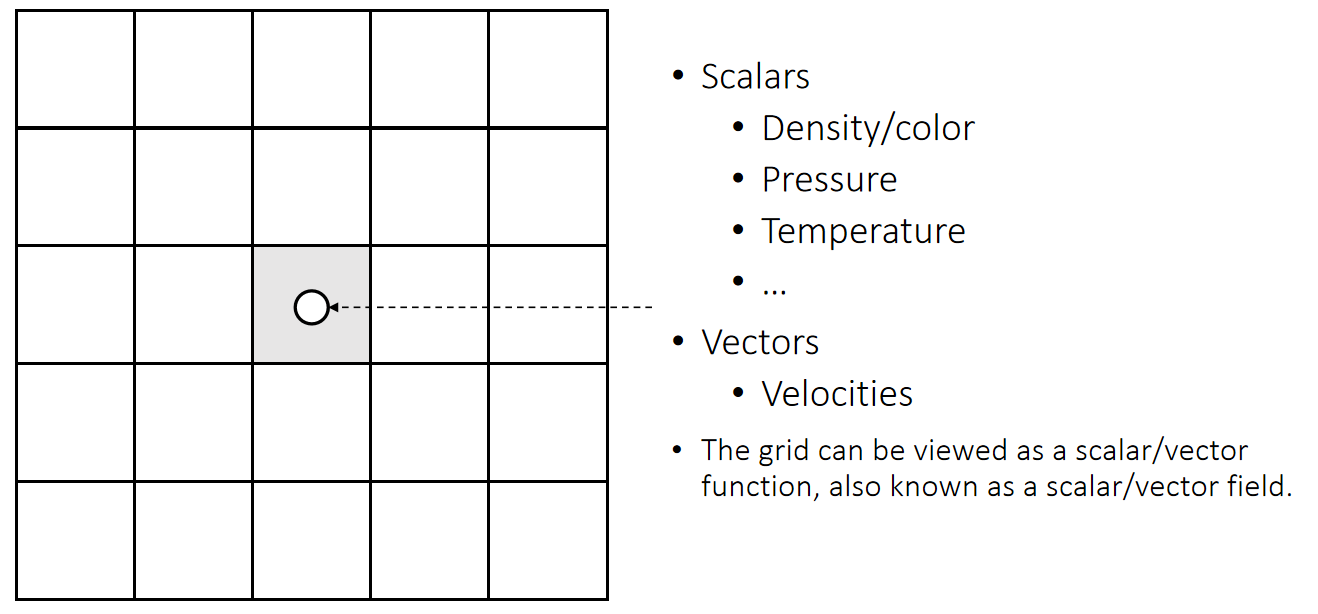 • Scalars
• Density/color
• Pressure
• Temperature
• ...
• Vectors
• Velocities
• The grid can be viewed as a scalar/vector
function, also known as a scalar/vector field.